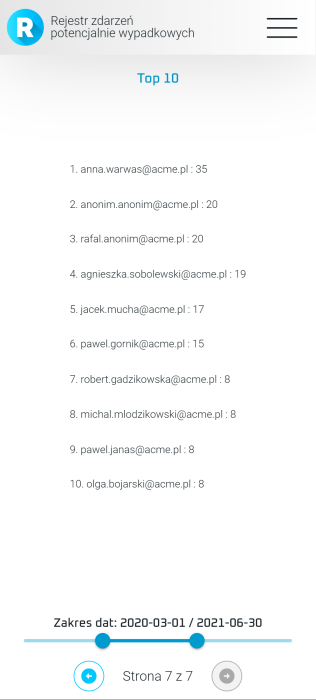 R
Rejestr zdarzeń
potencjalnie wypadkowych
Top 10
1. anna.warwas@acme.pl : 35
2. anonim.anonim@acme.pl : 20
3. rafal.anonim@acme.pl : 20
4. agnieszka.sobolewski@acme.pl : 19
5. jacek.mucha@acme.pl : 17
6. pawel.gornik@acme.pl : 15
7. robert.gadzikowska@acme.pl : 8
8. michal.mlodzikowski@acme.pl : 8
9. pawel.janas@acme.pl : 8
10. olga.bojarski@acme.pl : 8
Zakres dat: 2020-03-01 / 2021-06-30
Strona 7 z 7